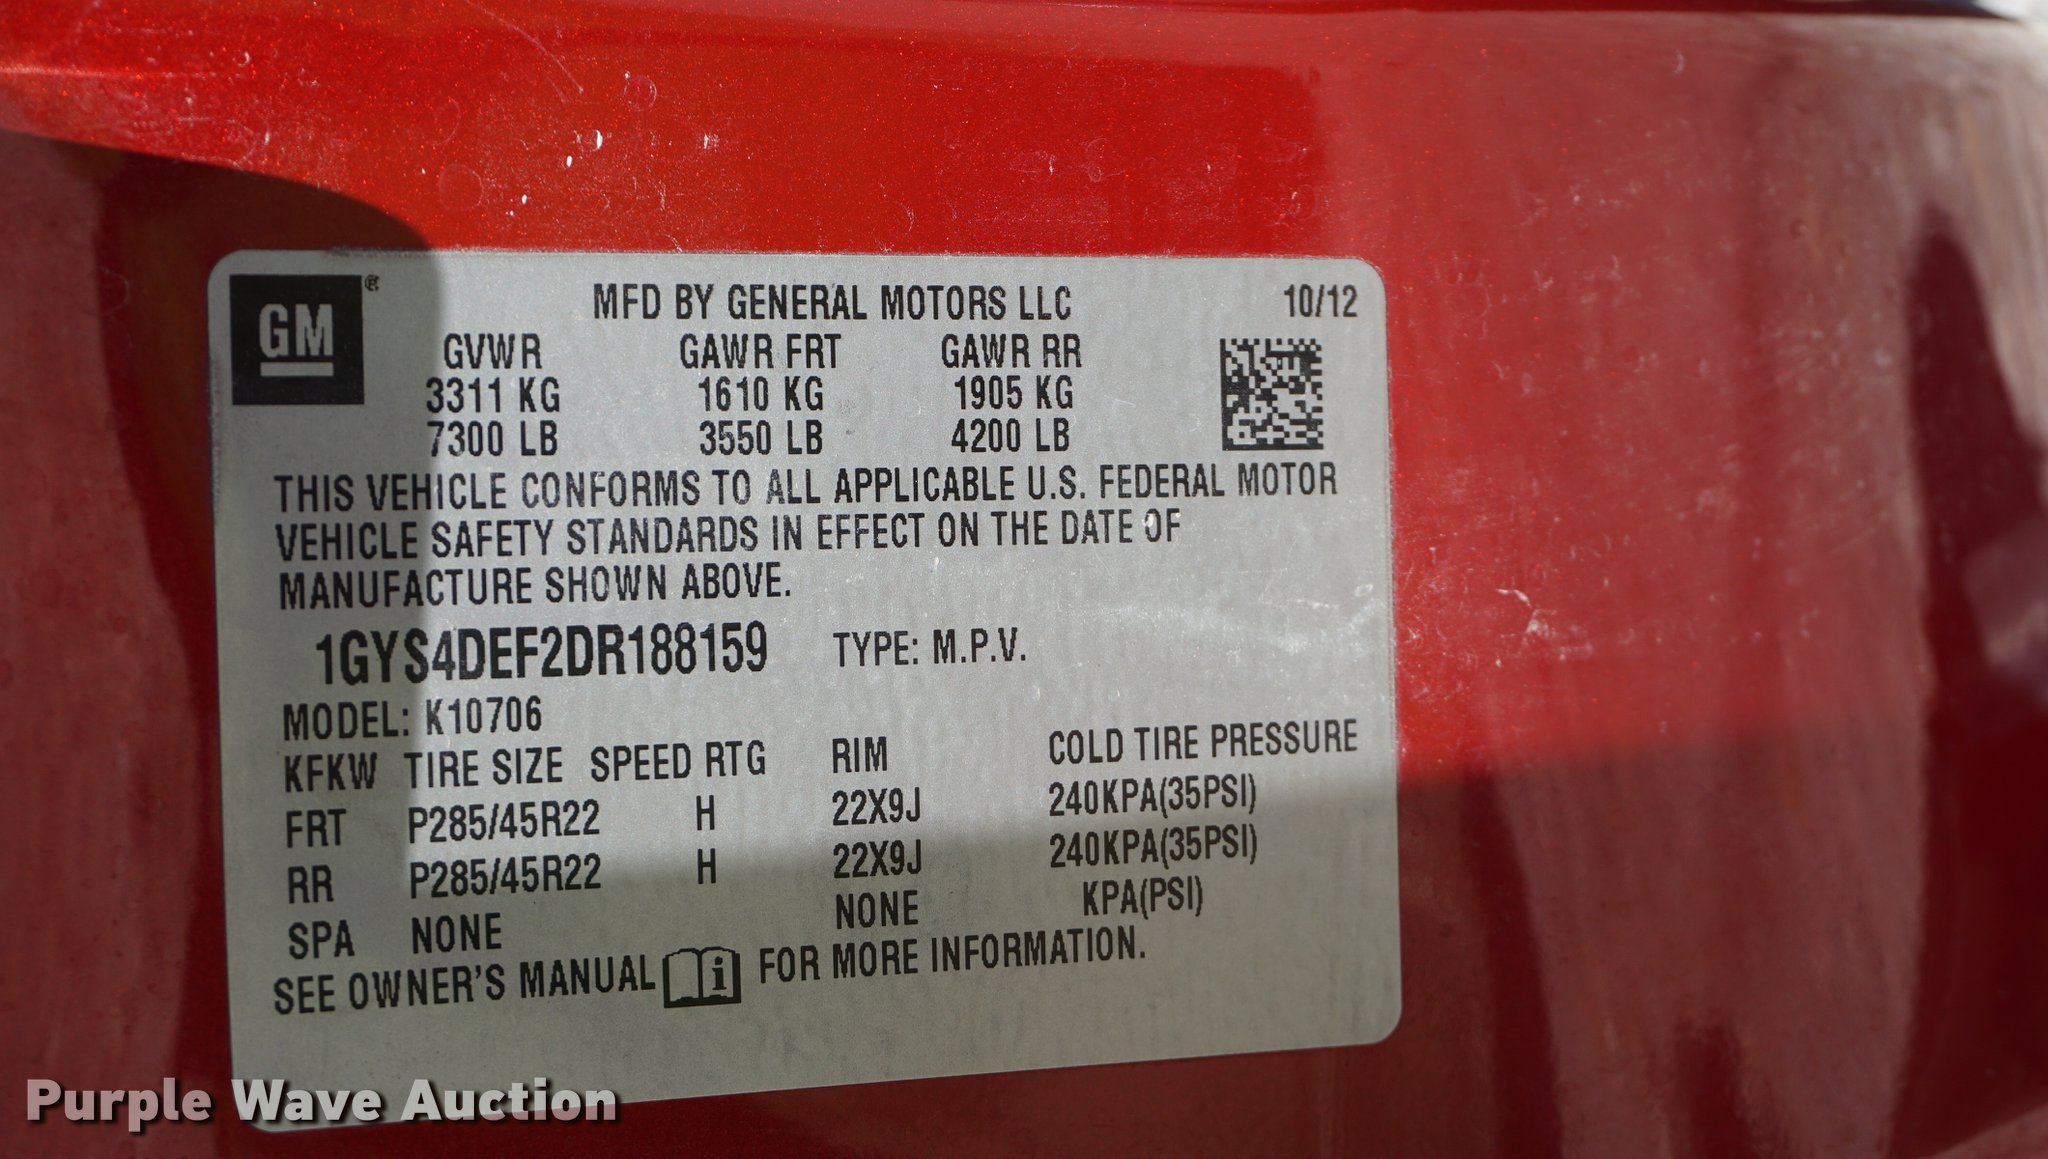 GM ®
MFD BY GENERAL MOTORS LLC 10/12
GVWR GAWR FRT GAWR RR
3311 KG 1610 KG 1905 KG
7300 LB 3550 LB 4200 LB
THIS VEHICLE CONFORMS TO ALL APPLICABLE U.S. FEDERAL MOTOR
VEHICLE SAFETY STANDARDS IN EFFECT ON THE DATE OF
MANUFACTURE SHOWN ABOVE.
1GYS4DEF2DR188159 TYPE: M.P.V.
MODEL: K10706
KFKW TIRE SIZE SPEED RTG RIM COLD TIRE PRESSURE
FRT P285/45R22 H 22X9J 240KPA(35PSI)
RR P285/45R22 H 22X9J 240KPA(35PSI)
SPA NONE NONE KPA(PSI)
SEE OWNER'S MANUAL i FOR MORE INFORMATION.
Purple Wave Auction